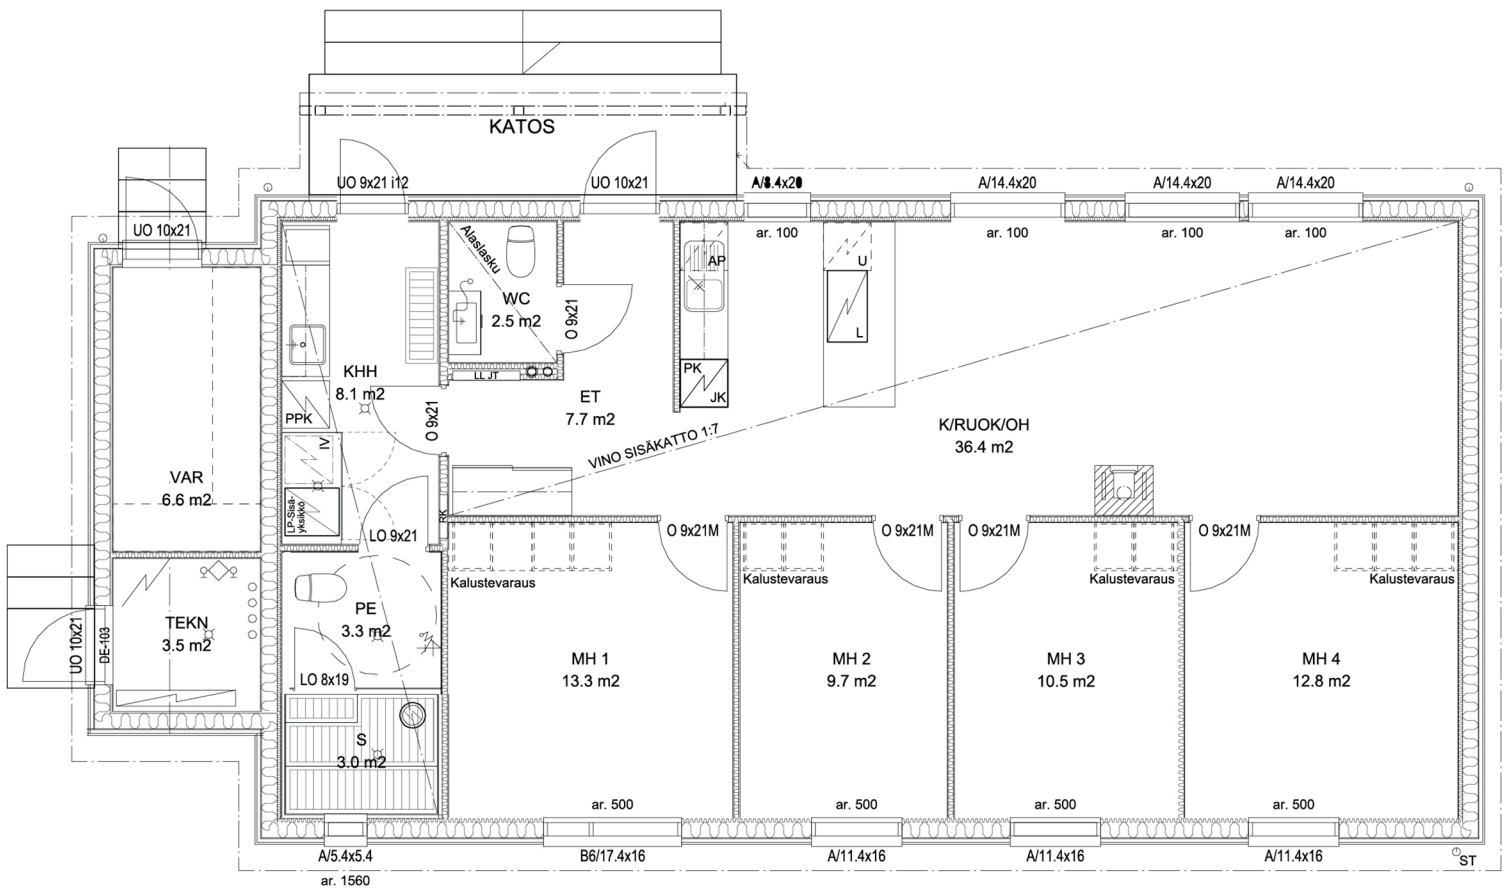 KATOS
UO 9x21 i12
UO 10x21
A/14.4x20
A/14.4x20
A/14.4x20
UO 10x21
ar. 100
ar. 100
ar. 100
ar. 100
Alaslasku
WC
2.5 m2
O 9x21
AP
U
L
KHH
8.1 m2
LL JT
PK
JK
PPK
O 9x21
ET
7.7 m2
K/RUOK/OH
36.4 m2
VINO SISÄKATTO 1:7
IV
VAR
6.6 m2
LP-Sisä-
yksikkö
RK
LO 9x21
O 9x21M
O 9x21M
O 9x21M
O 9x21M
Kalustevaraus
Kalustevaraus
Kalustevaraus
Kalustevaraus
UO 10x21
DE-103
TEKN
3.5 m2
PE
3.3 m2
LO 8x19
MH 1
13.3 m2
MH 2
9.7 m2
MH 3
10.5 m2
MH 4
12.8 m2
S
3.0 m2
ar. 500
ar. 500
ar. 500
ar. 500
A/5.4x5.4
B6/17.4x16
A/11.4x16
A/11.4x16
A/11.4x16
ST
ar. 1560